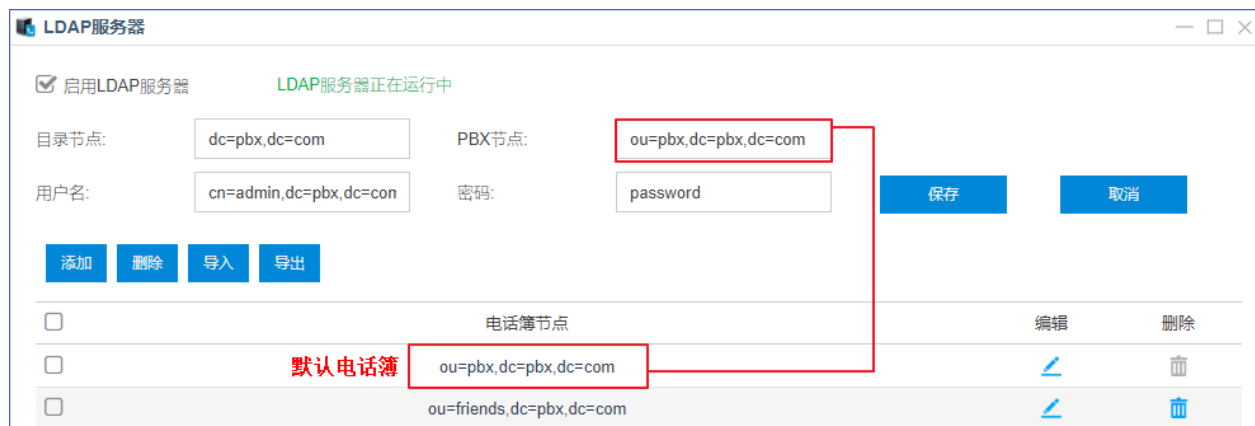 LDAP服务器
启用LDAP服务器 LDAP服务器正在运行中
目录节点: dc=pbx,dc=com PBX节点: ou=pbx,dc=pbx,dc=com
用户名: cn=admin,dc=pbx,dc=con 密码: password 保存 取消
添加 删除 导入 导出
电话簿节点 编辑 删除
默认电话簿 ou=pbx,dc=pbx,dc=com
ou=friends,dc=pbx,dc=com